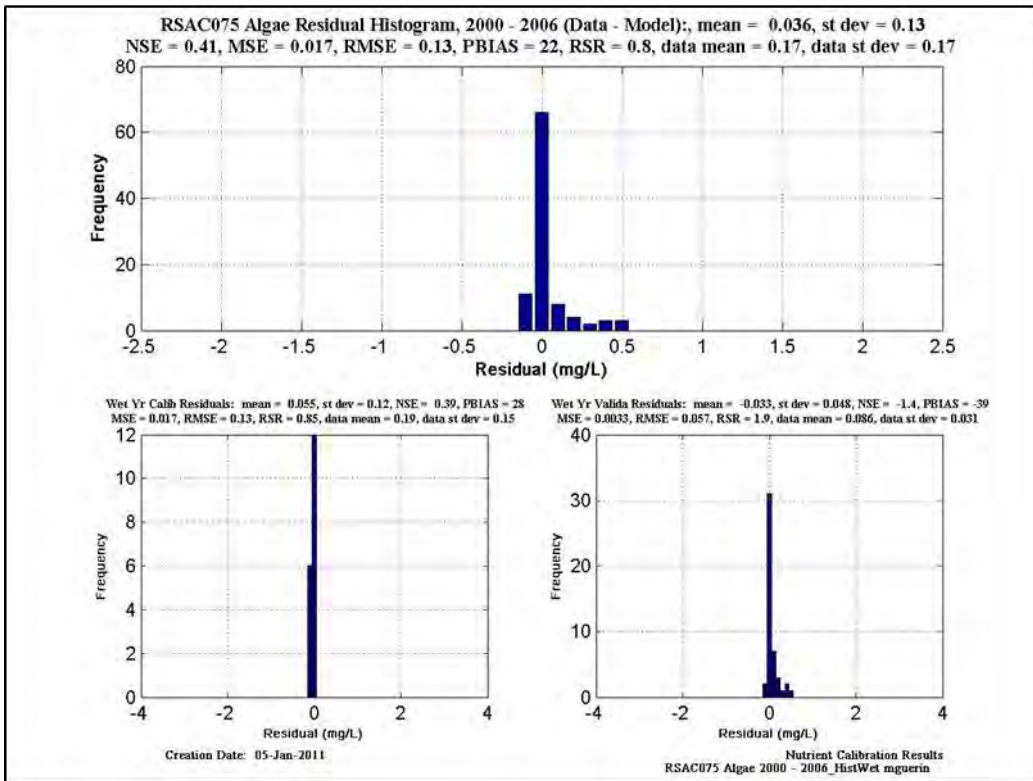 RSAC075 Algae Residual Histogram, 2000 - 2006 (Data - Model):, mean = 0.036, st dev = 0.13
NSE = 0.41, MSE = 0.017, RMSE = 0.13, PBIAS = 22, RSR = 0.8, data mean = 0.17, data st dev = 0.17
80
60
40
20
0
Frequency
-2.5 -2 -1.5 -1 -0.5 0 0.5 1 1.5 2 2.5
Residual (mg/L)
Wet Yr Calib Residuals: mean = 0.055, st dev = 0.12, NSE = 0.39, PBIAS = 28
MSE = 0.017, RMSE = 0.13, RSR = 0.85, data mean = 0.19, data st dev = 0.15
12
10
8
6
4
2
0
Frequency
-4 -2 0 2 4
Residual (mg/L)
Wet Yr Valida Residuals: mean = -0.033, st dev = 0.048, NSE = -1.4, PBIAS = -39
MSE = 0.0033, RMSE = 0.057, RSR = 1.9, data mean = 0.086, data st dev = 0.031
40
30
20
10
0
Frequency
-4 -2 0 2 4
Residual (mg/L)
Creation Date: 05-Jan-2011
Nutrient Calibration Results
RSAC075 Algae 2000 - 2006_HistWet mguerin